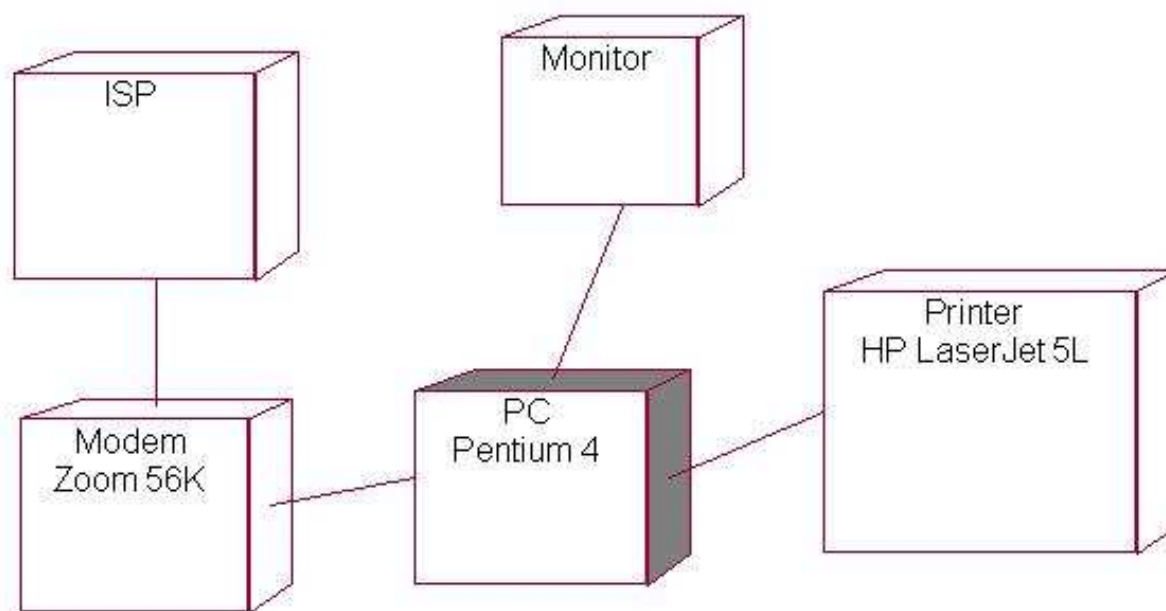 ISP
Monitor
Printer
HP LaserJet 5L
Modem
Zoom 56K
PC
Pentium 4